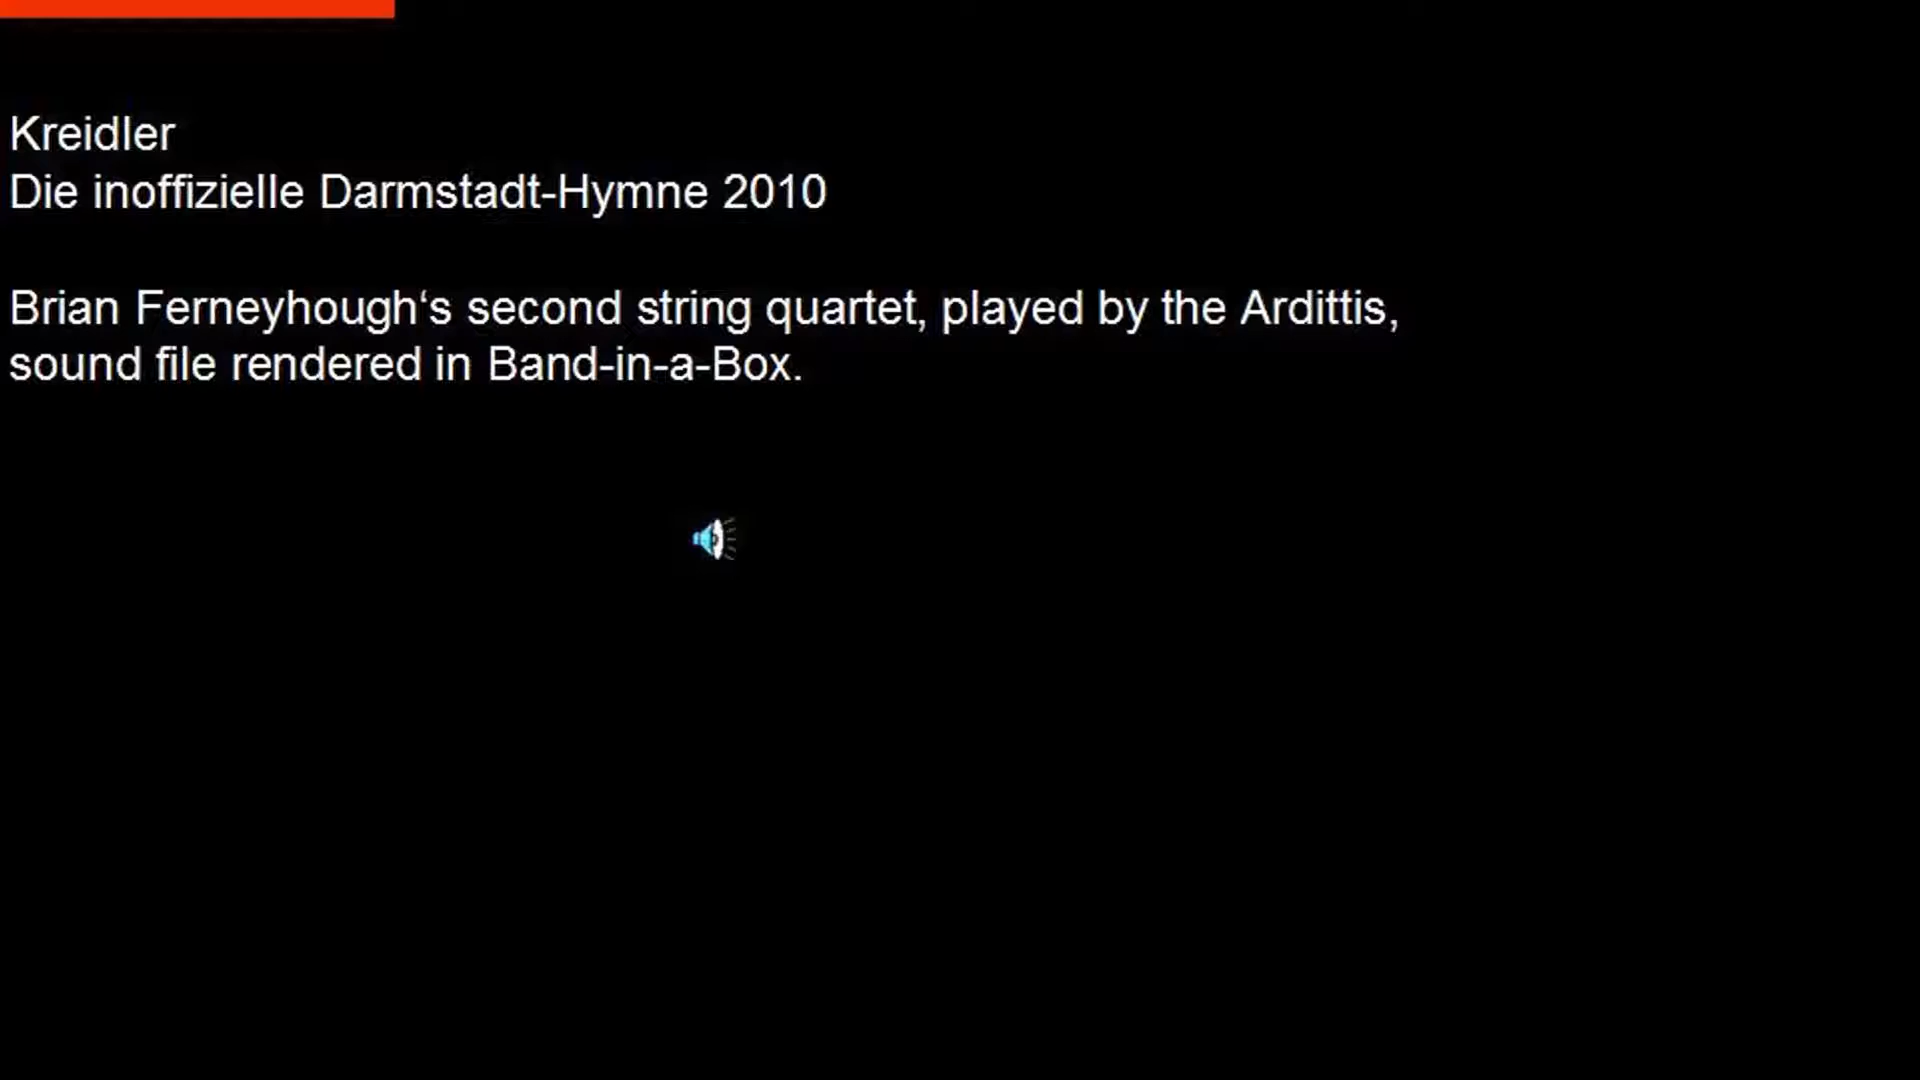 Kreidler
Die inoffizielle Darmstadt-Hymne 2010
Brian Ferneyhough‘s second string quartet, played by the Ardittis,
sound file rendered in Band-in-a-Box.